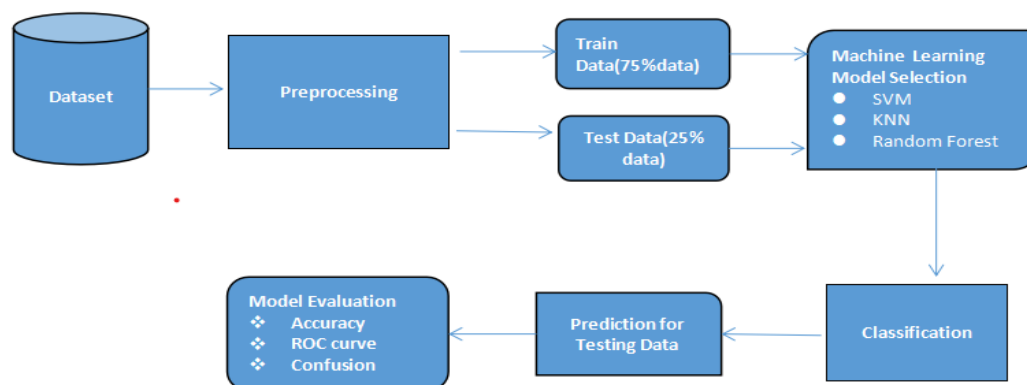 Dataset
Preprocessing
Train
Data(75%data)
Test Data(25%
data)
Machine Learning
Model Selection
SVM
KNN
Random Forest
Classification
Prediction for
Testing Data
Model Evaluation
Accuracy
ROC curve
Confusion